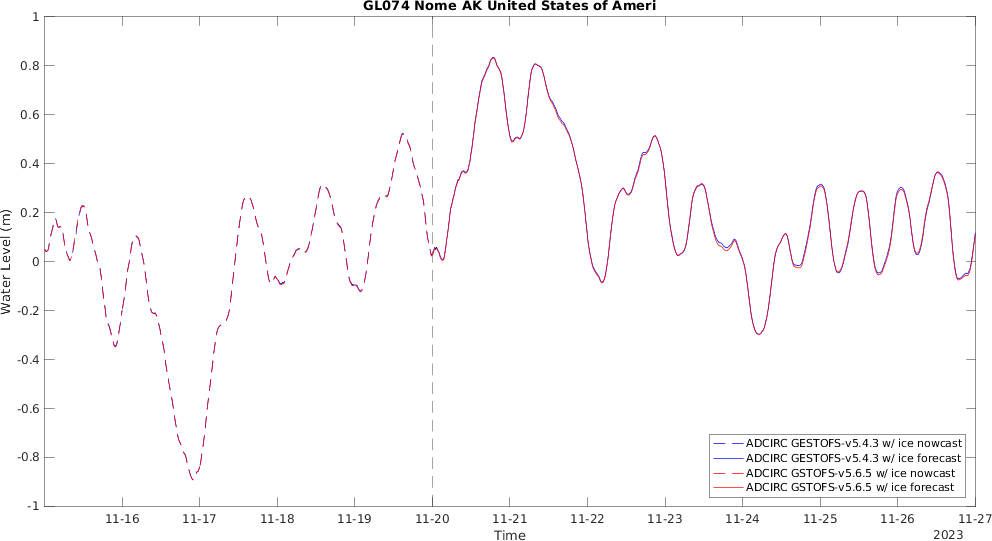 GL074 Nome AK United States of Ameri
Water Level (m)
1
0.8
0.6
0.4
0.2
0
-0.2
-0.4
-0.6
-0.8
-1
ADCIRC GESTOFS-v5.4.3 w/ ice nowcast
ADCIRC GESTOFS-v5.4.3 w/ ice forecast
ADCIRC GSTOFS-v5.6.5 w/ ice nowcast
ADCIRC GSTOFS-v5.6.5 w/ ice forecast
11-16 11-17 11-18 11-19 11-20 11-21 11-22 11-23 11-24 11-25 11-26 11-27
Time
2023